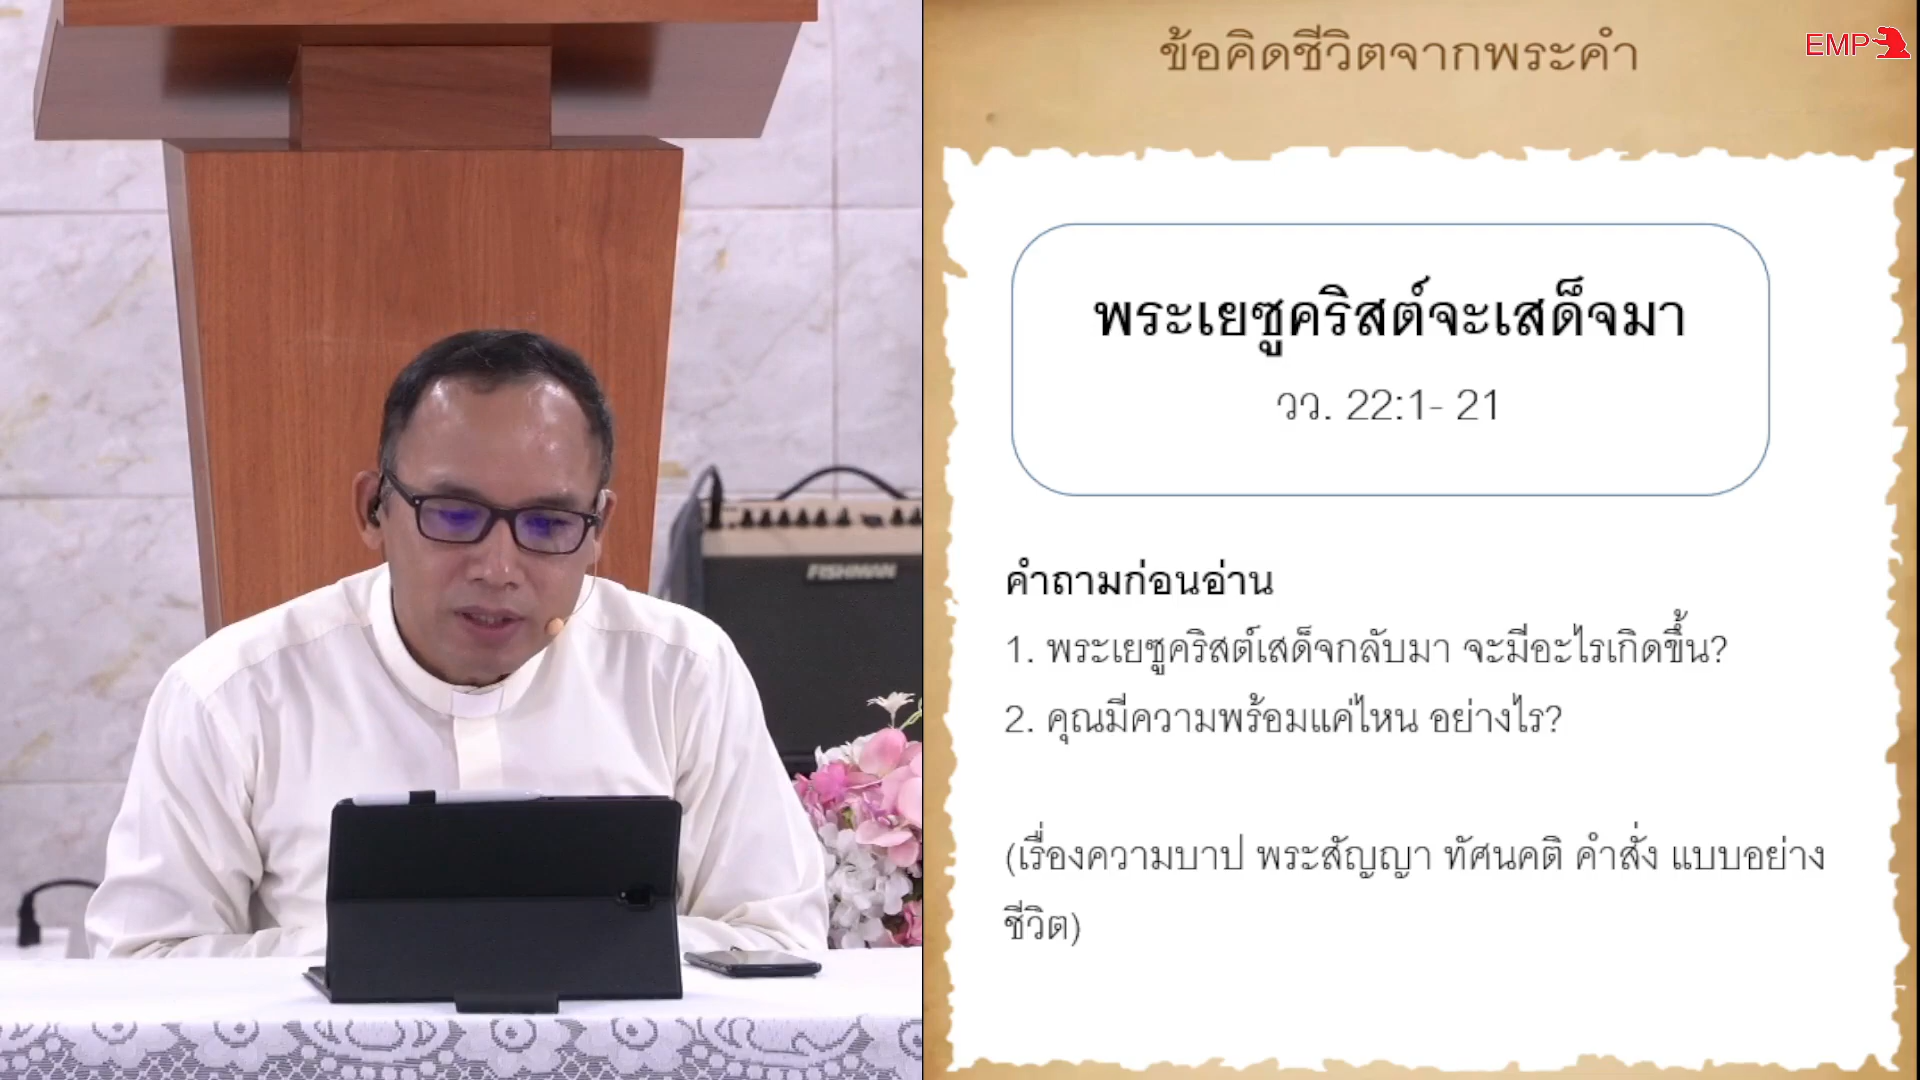 ข้อคิดชีวิตจากพระคำ
EMP
พระเยซูคริสต์จะเสด็จมา
วว. 22:1- 21
คำถามก่อนอ่าน
1. พระเยซูคริสต์เสด็จกลับมา จะมีอะไรเกิดขึ้น?
2. คุณมีความพร้อมแค่ไหน อย่างไร?
(เรื่องความบาป พระสัญญา ทัศนคติ คำสั่ง แบบอย่าง
ชีวิต)
FISHMAN